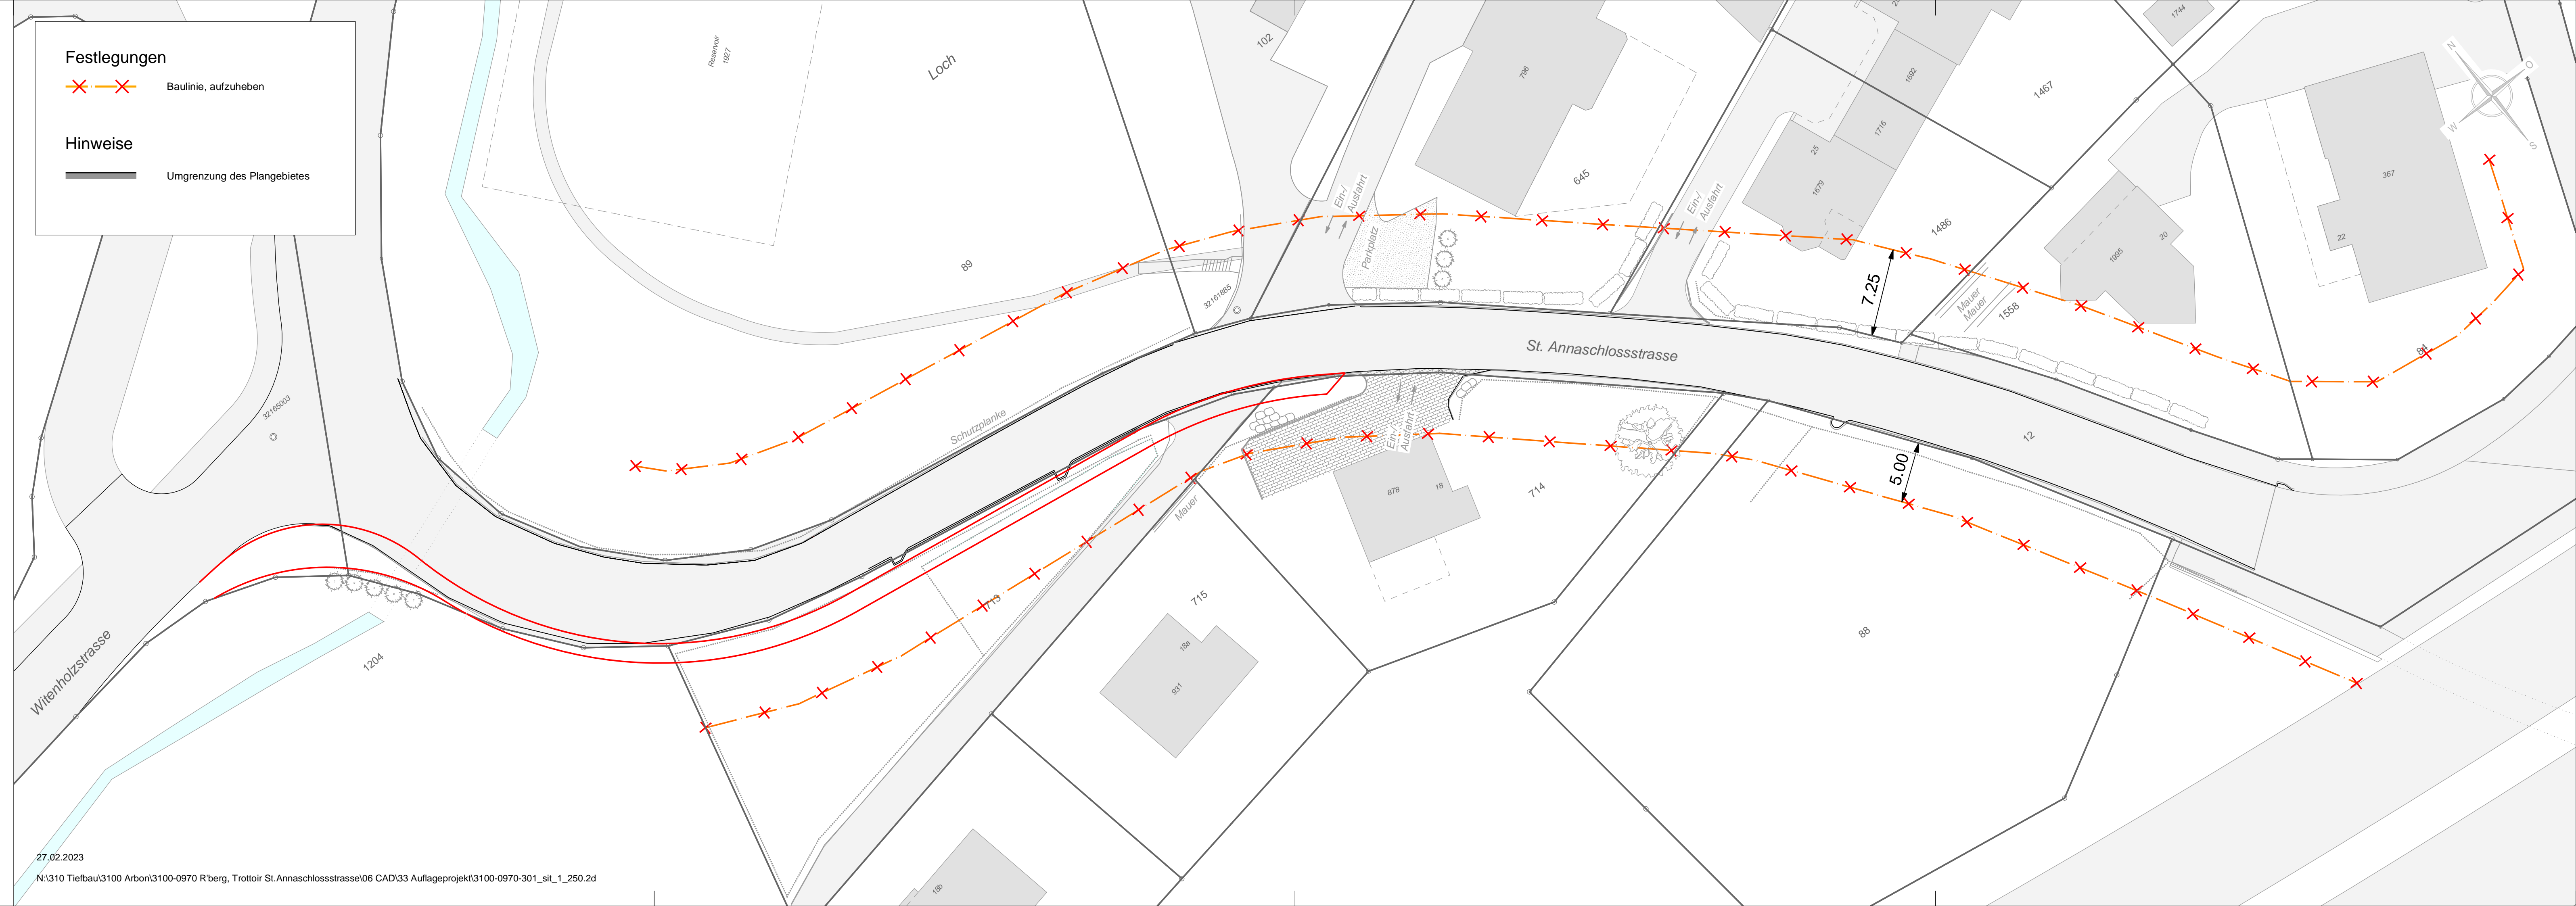 Festlegungen
Baulinie, aufzuheben
Hinweise
Umgrenzung des Plangebietes
Reservoir
1927
Loch
102
796
1692
1716
25
1679
1467
1744
N
O
W
S
367
22
645
Ein-/
Ausfahrt
Ein-/
Ausfahrt
Parkplatz
1486
20
1995
89
32161885
7.25
Mauer
Mauer
1558
84
St. Annaschlossstrasse
32165003
Schutzplanke
Ein-/
Ausfahrt
12
5.00
878
18
714
Mauer
713
715
18a
931
88
Witenholzstrasse
1204
18b
27.02.2023
N:\310 Tiefbau\3100 Arbon\3100-0970 R'berg, Trottoir St.Annaschlossstrasse\06 CAD\33 Auflageprojekt\3100-0970-301_sit_1_250.2d